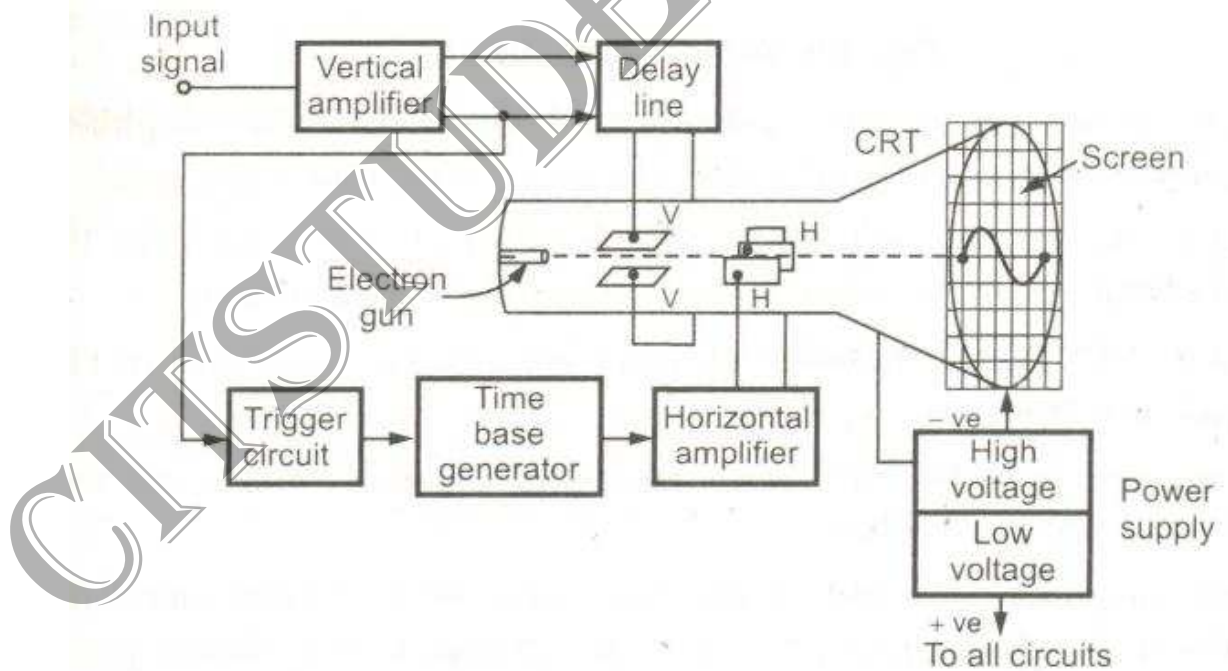 Input
signal
Vertical
amplifier
Delay
line
CRT
Screen
V
H
Electron
gun
V
H
Trigger
circuit
Time
base
generator
Horizontal
amplifier
– ve
High
voltage
Power
supply
Low
voltage
+ ve
To all circuits
CITSTUDE